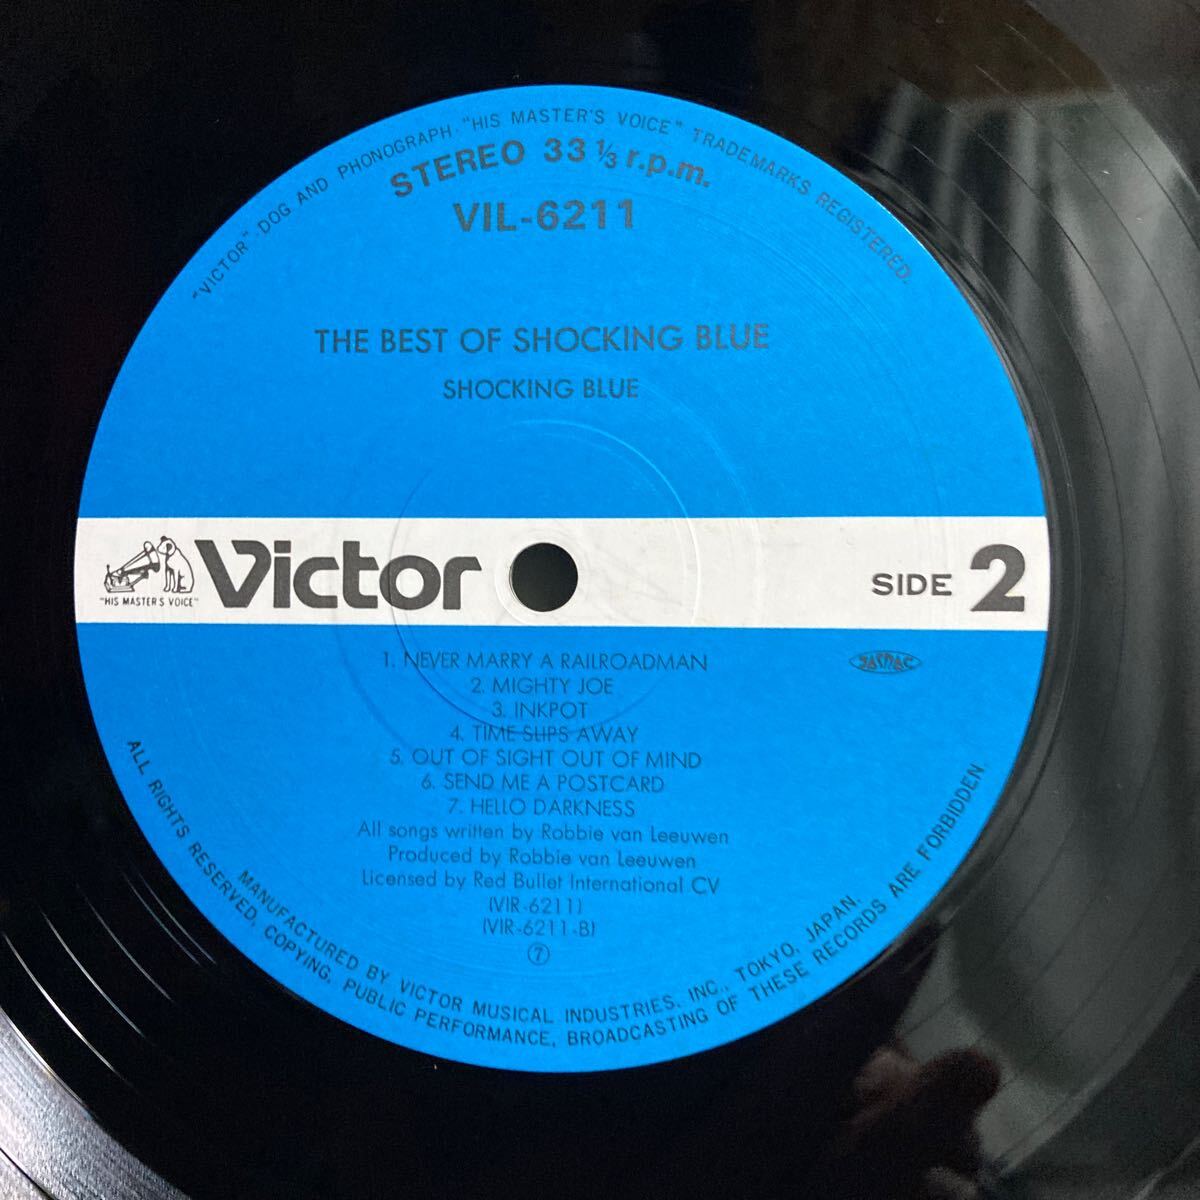 "VICTOR" DOG AND PHONOGRAPH · "HIS MASTER'S VOICE" TRADEMARKS REGISTERED.
STEREO 33 ⅓ r.p.m.
VIL-6211
THE BEST OF SHOCKING BLUE
SHOCKING BLUE
"HIS MASTER'S VOICE"
Victor
SIDE 2
JASRAC
1. NEVER MARRY A RAILROADMAN
2. MIGHTY JOE
3. INKPOT
4. TIME SLIPS AWAY
5. OUT OF SIGHT OUT OF MIND
6. SEND ME A POSTCARD
7. HELLO DARKNESS
All songs written by Robbie van Leeuwen
Produced by Robbie van Leeuwen
Licensed by Red Bullet International CV
(VIR-6211)
(VIR-6211-B)
⑦
MANUFACTURED BY VICTOR MUSICAL INDUSTRIES, INC., TOKYO, JAPAN.
ALL RIGHTS RESERVED, COPYING, PUBLIC PERFORMANCE, BROADCASTING OF THESE RECORDS ARE FORBIDDEN